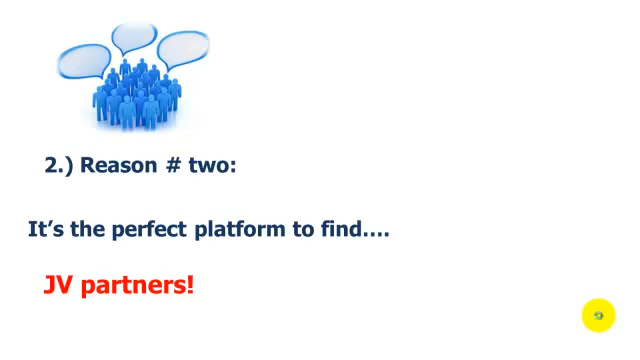 2.) Reason # two:
It’s the perfect platform to find….
JV partners!